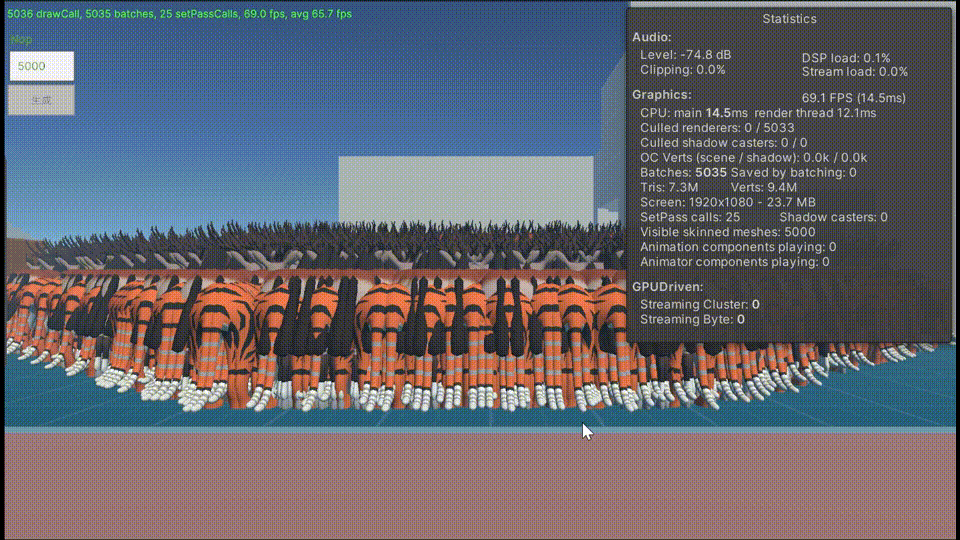 5036 drawCall, 5035 batches, 25 setPassCalls, 69.0 fps, avg 65.7 fps
Nop
5000
生成
Statistics
Audio:
Level: -74.8 dB DSP load: 0.1%
Clipping: 0.0% Stream load: 0.0%
Graphics: 69.1 FPS (14.5ms)
CPU: main 14.5ms render thread 12.1ms
Culled renderers: 0 / 5033
Culled shadow casters: 0 / 0
OC Verts (scene / shadow): 0.0k / 0.0k
Batches: 5035 Saved by batching: 0
Tris: 7.3M Verts: 9.4M
Screen: 1920x1080 - 23.7 MB
SetPass calls: 25 Shadow casters: 0
Visible skinned meshes: 5000
Animation components playing: 0
Animator components playing: 0
GPUDriven:
Streaming Cluster: 0
Streaming Byte: 0